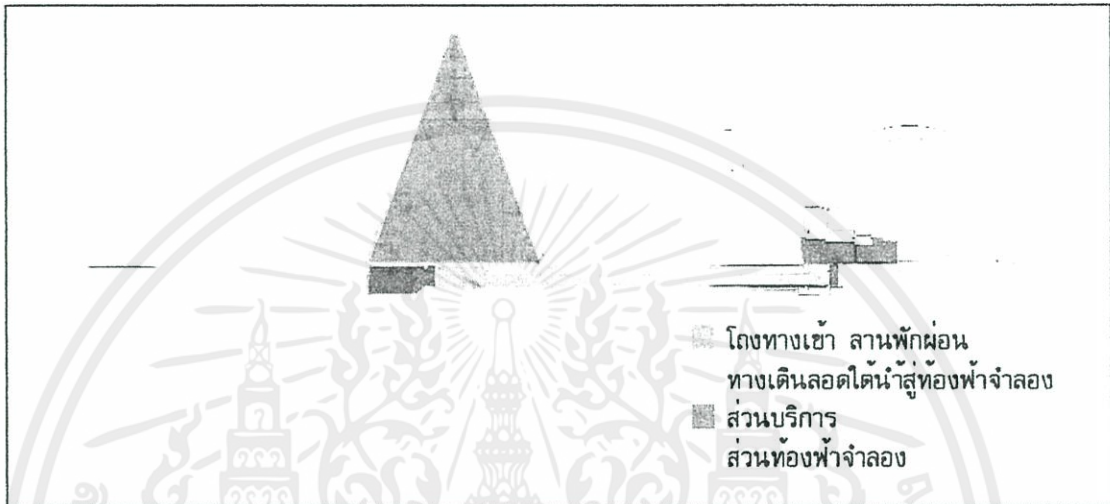 โถงทางเข้า ลานพักผ่อน
ทางเดินลอดใต้น้ำสู่ท้องฟ้าจำลอง
ส่วนบริการ
ส่วนท้องฟ้าจำลอง